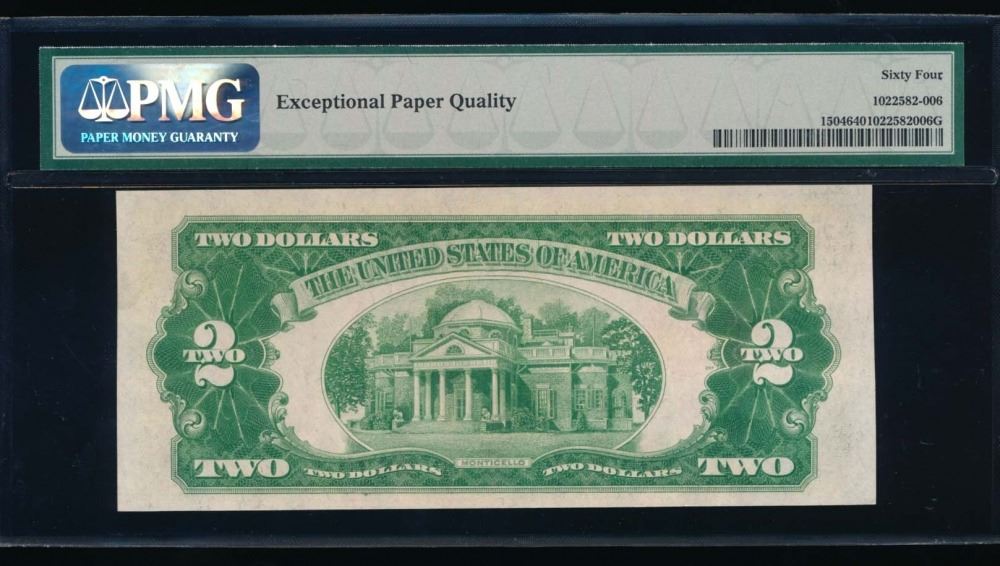 PMG
PAPER MONEY GUARANTY
Exceptional Paper Quality
Sixty Four
1022582-006
15046401022582006G
TWO DOLLARS
TWO DOLLARS
THE UNITED STATES OF AMERICA
2
TWO
2
TWO
MONTICELLO
TWO
TWO DOLLARS
TWO DOLLARS
TWO